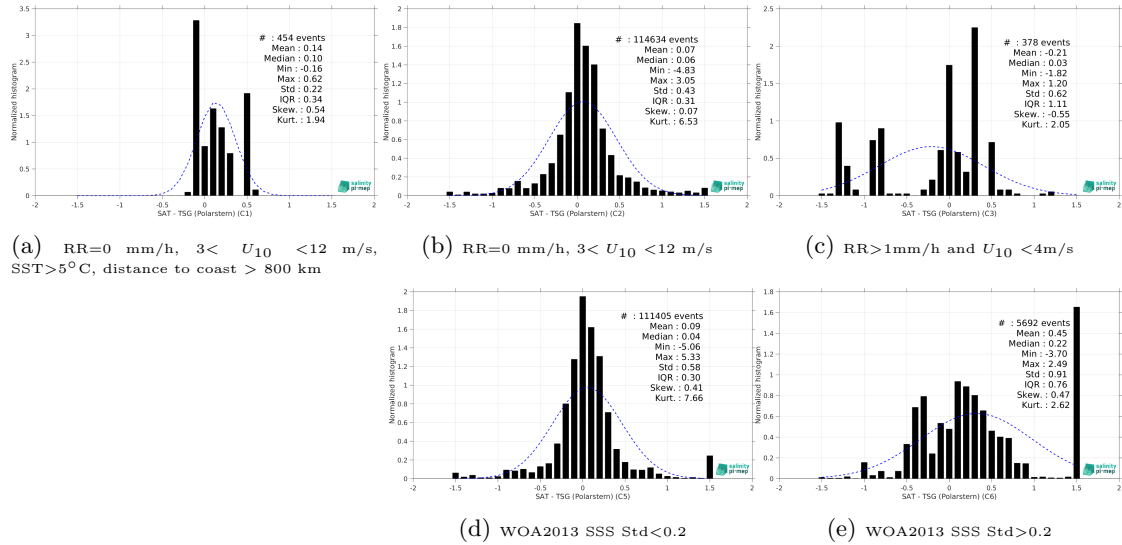 # : 454 events
Mean : 0.14
Median : 0.10
Min : -0.16
Max : 0.62
Std : 0.22
IQR : 0.34
Skew. : 0.54
Kurt. : 1.94
Normalized histogram
3.5
3
2.5
2
1.5
1
0.5
0
-2 -1.5 -1 -0.5 0 0.5 1 1.5 2
SAT - TSG (Polarstern) (C1)
salinity
pi-mep
(a) RR=0 mm/h, 3< U10 <12 m/s,
SST>5°C, distance to coast > 800 km
# : 114634 events
Mean : 0.07
Median : 0.06
Min : -4.83
Max : 3.05
Std : 0.43
IQR : 0.31
Skew. : 0.07
Kurt. : 6.53
Normalized histogram
2
1.8
1.6
1.4
1.2
1
0.8
0.6
0.4
0.2
0
-2 -1.5 -1 -0.5 0 0.5 1 1.5 2
SAT - TSG (Polarstern) (C2)
salinity
pi-mep
(b) RR=0 mm/h, 3< U10 <12 m/s
# : 378 events
Mean : -0.21
Median : 0.03
Min : -1.82
Max : 1.20
Std : 0.62
IQR : 1.11
Skew. : -0.55
Kurt. : 2.05
Normalized histogram
2.5
2
1.5
1
0.5
0
-2 -1.5 -1 -0.5 0 0.5 1 1.5 2
SAT - TSG (Polarstern) (C3)
salinity
pi-mep
(c) RR>1mm/h and U10 <4m/s
# : 111405 events
Mean : 0.09
Median : 0.04
Min : -5.06
Max : 5.33
Std : 0.58
IQR : 0.30
Skew. : 0.41
Kurt. : 7.66
Normalized histogram
2
1.8
1.6
1.4
1.2
1
0.8
0.6
0.4
0.2
0
-2 -1.5 -1 -0.5 0 0.5 1 1.5 2
SAT - TSG (Polarstern) (C5)
salinity
pi-mep
(d) WOA2013 SSS Std<0.2
# : 5692 events
Mean : 0.45
Median : 0.22
Min : -3.70
Max : 2.49
Std : 0.91
IQR : 0.76
Skew. : 0.47
Kurt. : 2.62
Normalized histogram
1.8
1.6
1.4
1.2
1
0.8
0.6
0.4
0.2
0
-2 -1.5 -1 -0.5 0 0.5 1 1.5 2
SAT - TSG (Polarstern) (C6)
salinity
pi-mep
(e) WOA2013 SSS Std>0.2